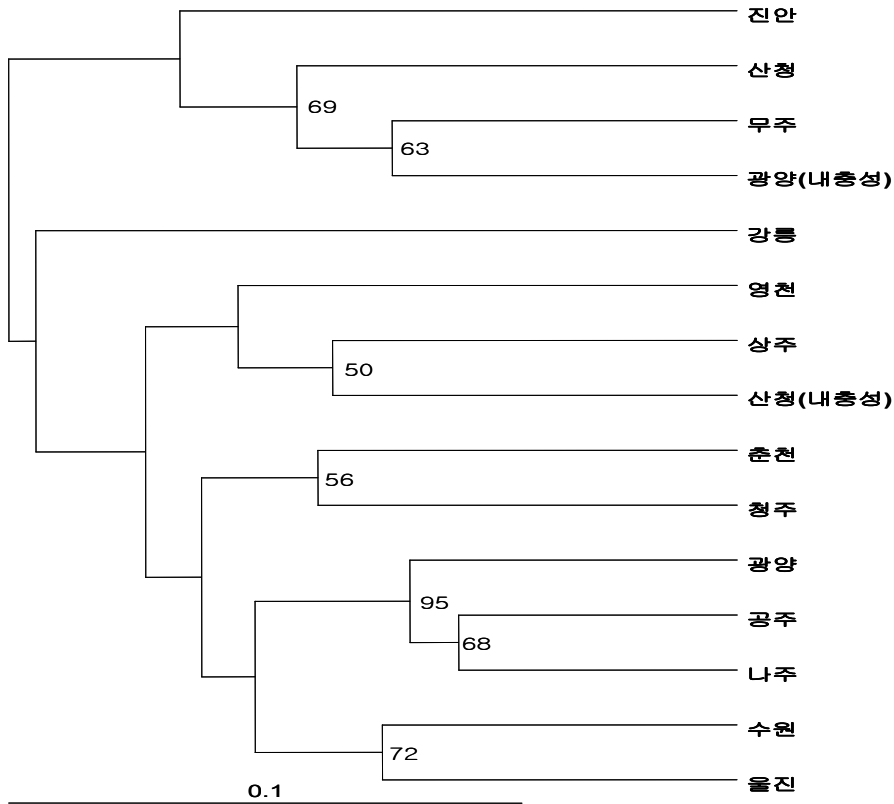 진안
산청
69
무주
63
광양(내충성)
강릉
영천
상주
50
산청(내충성)
춘천
56
청주
광양
95
공주
68
나주
수원
72
울진
0.1